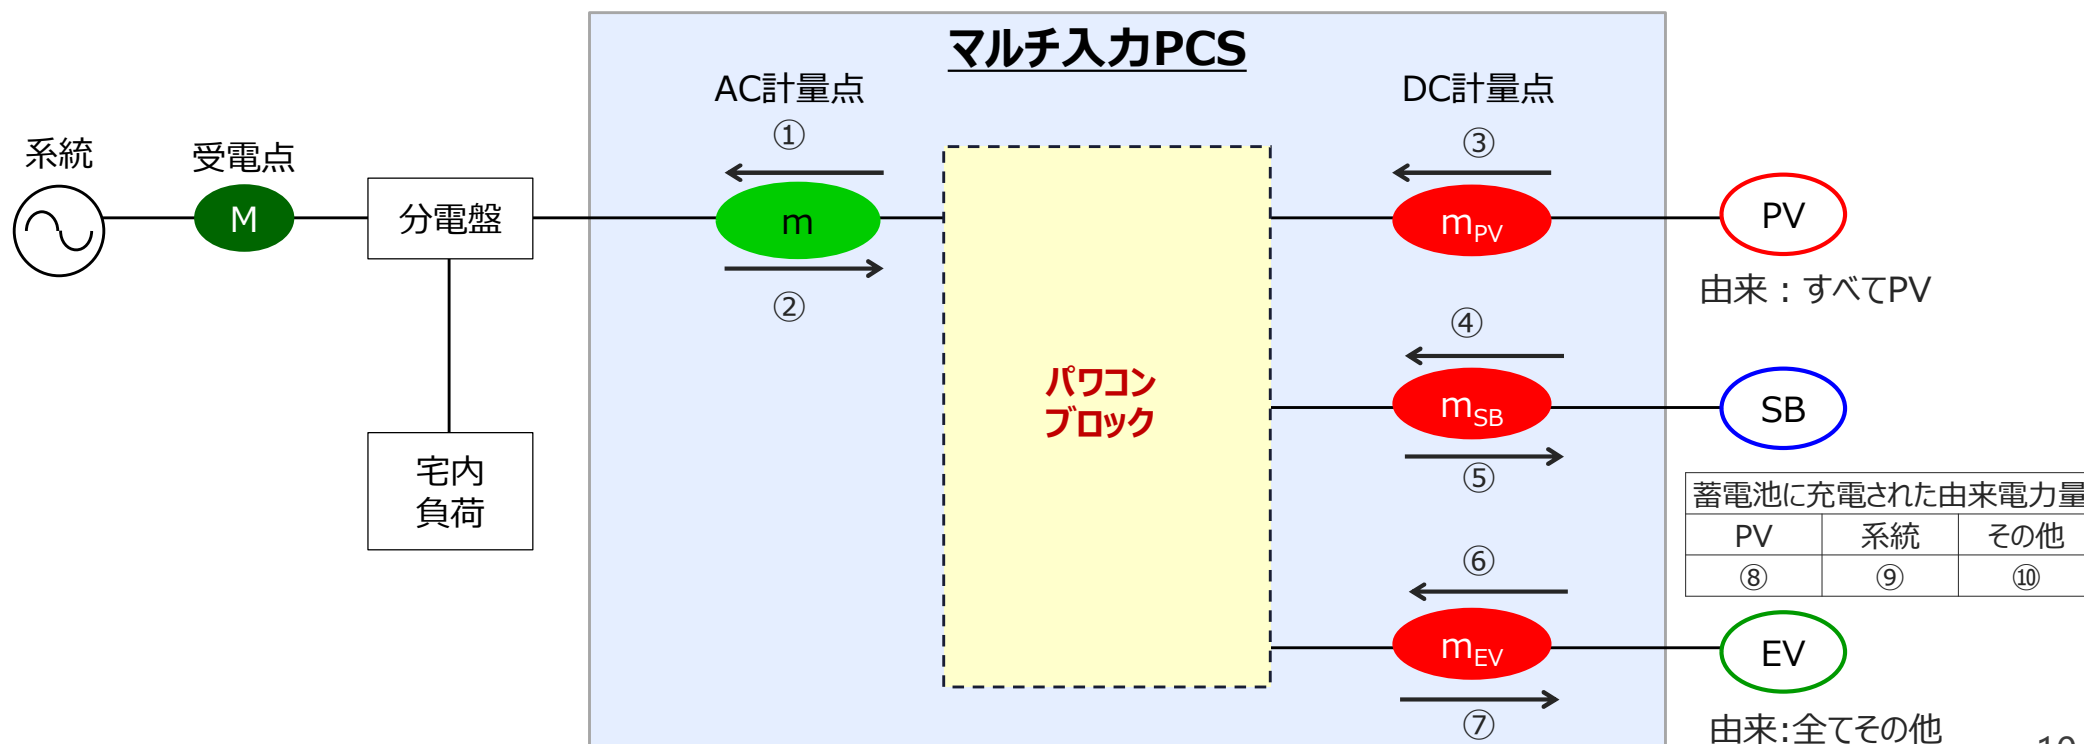 マルチ入力PCS
AC計量点
DC計量点
①
③
系統
受電点
M
分電盤
m
mPV
PV
②
由来：すべてPV
④
パワコン
ブロック
mSB
SB
⑤
宅内
負荷
蓄電池に充電された由来電力量
PV 系統 その他
⑧ ⑨ ⑩
⑥
mEV
EV
⑦
由来:全てその他